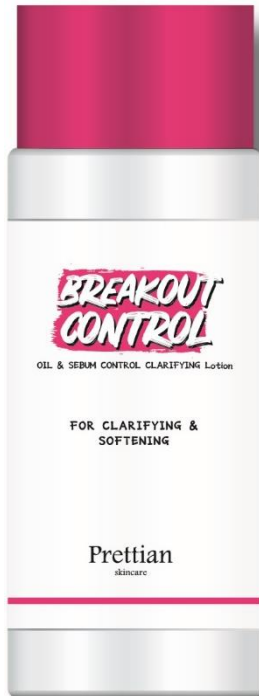 BREAKOUT
CONTROL
OIL & SEBUM CONTROL CLARIFYING Lotion
FOR CLARIFYING &
SOFTENING
Prettian
skincare